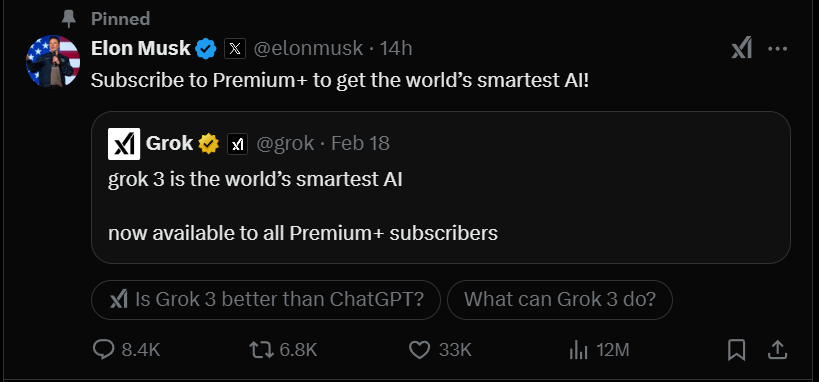 Pinned
Elon Musk X @elonmusk · 14h
Subscribe to Premium+ to get the world’s smartest AI!
Grok @grok · Feb 18
grok 3 is the world’s smartest AI
now available to all Premium+ subscribers
Is Grok 3 better than ChatGPT? What can Grok 3 do?
8.4K 6.8K 33K 12M